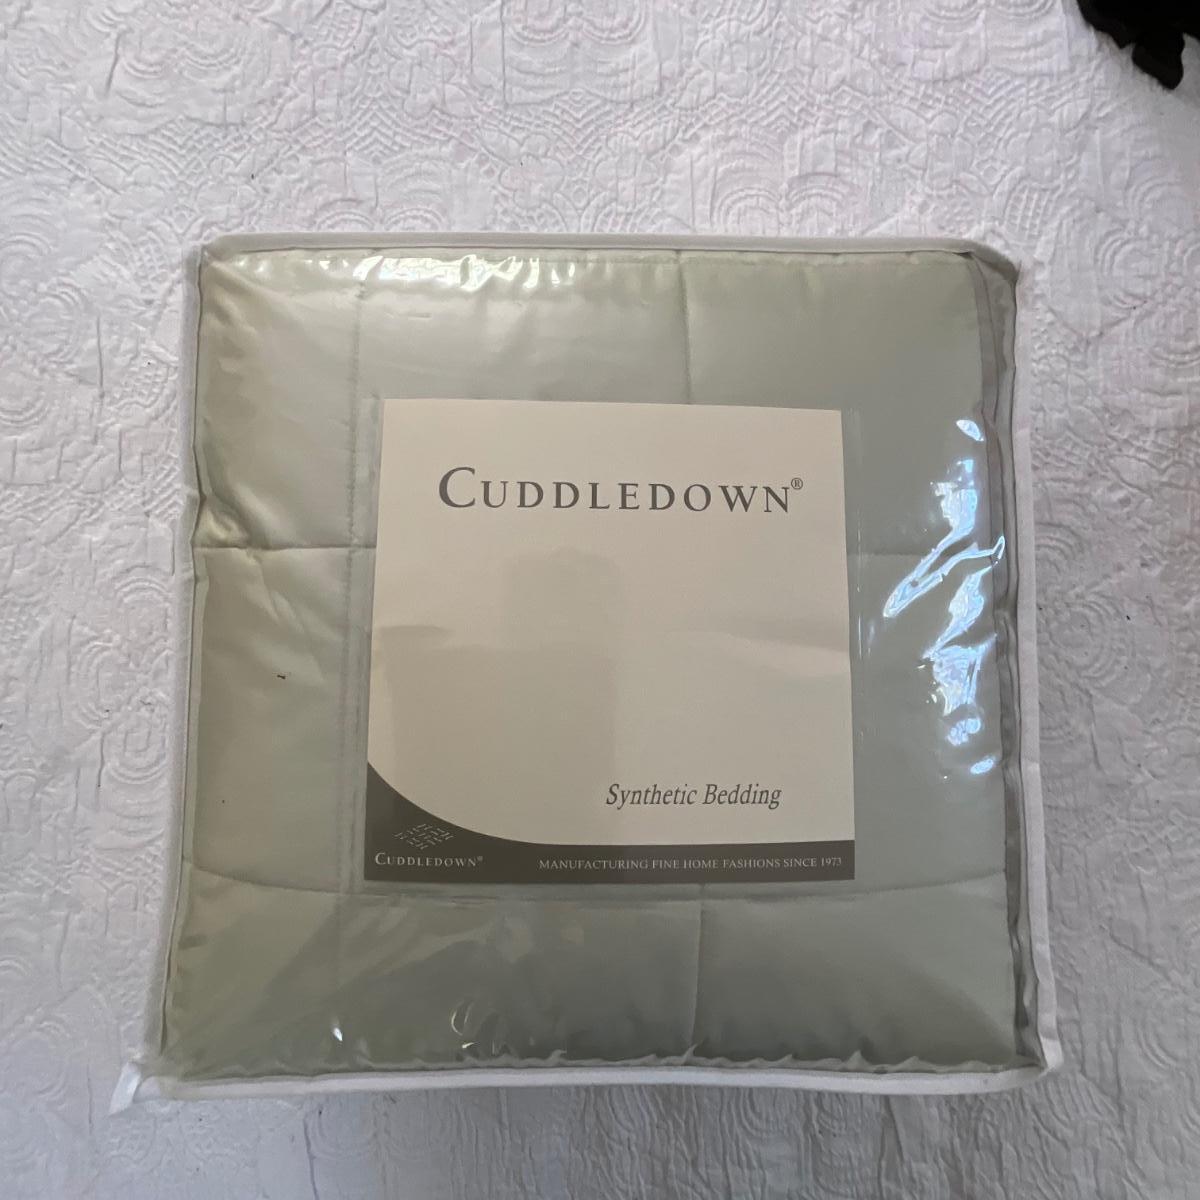 CUDDLEDOWN®
Synthetic Bedding
CUDDLEDOWN®
MANUFACTURING FINE HOME FASHIONS SINCE 1973